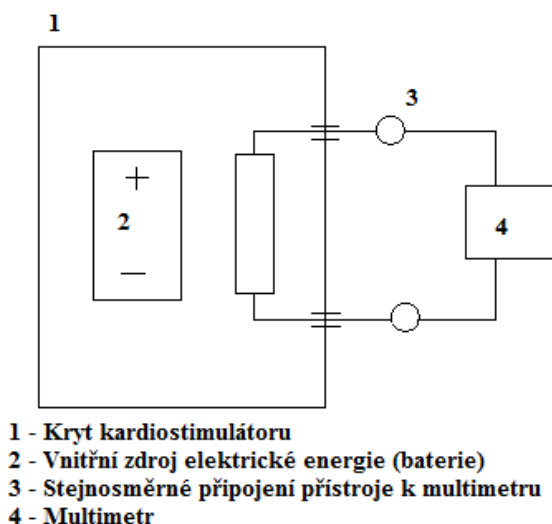 1
3
+
2
4
—
1 - Kryt kardiostimulátoru
2 - Vnitřní zdroj elektrické energie (baterie)
3 - Stejnosměrné připojení přístroje k multimetru
4 - Multimetr